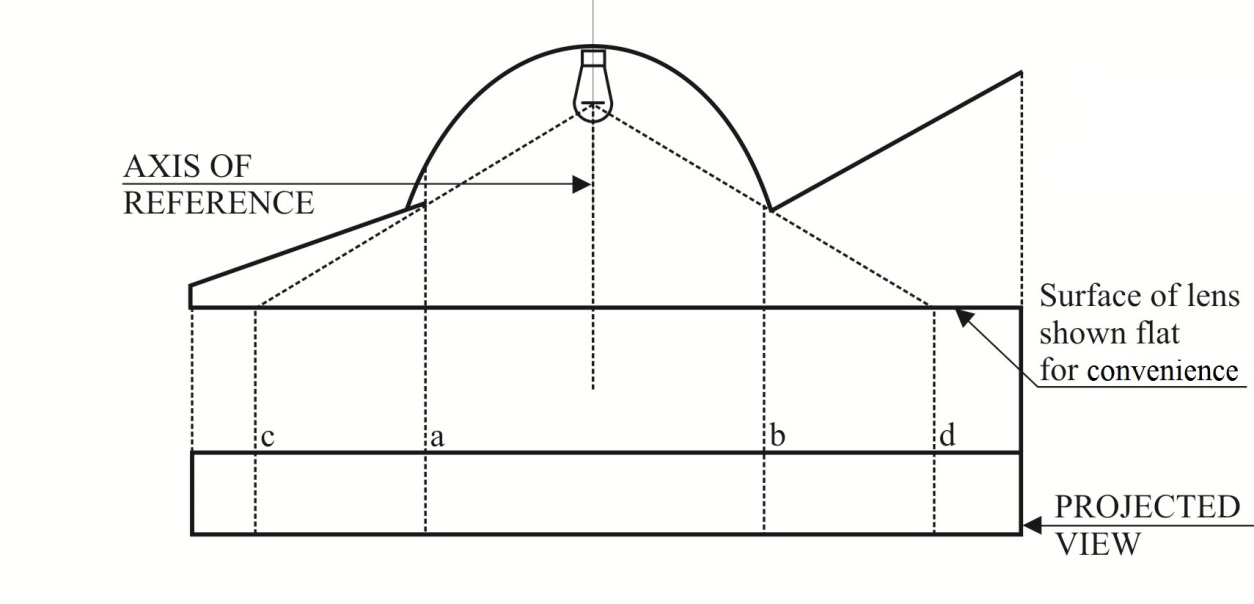 AXIS OF
REFERENCE
Surface of lens
shown flat
for convenience
c
a
b
d
PROJECTED
VIEW